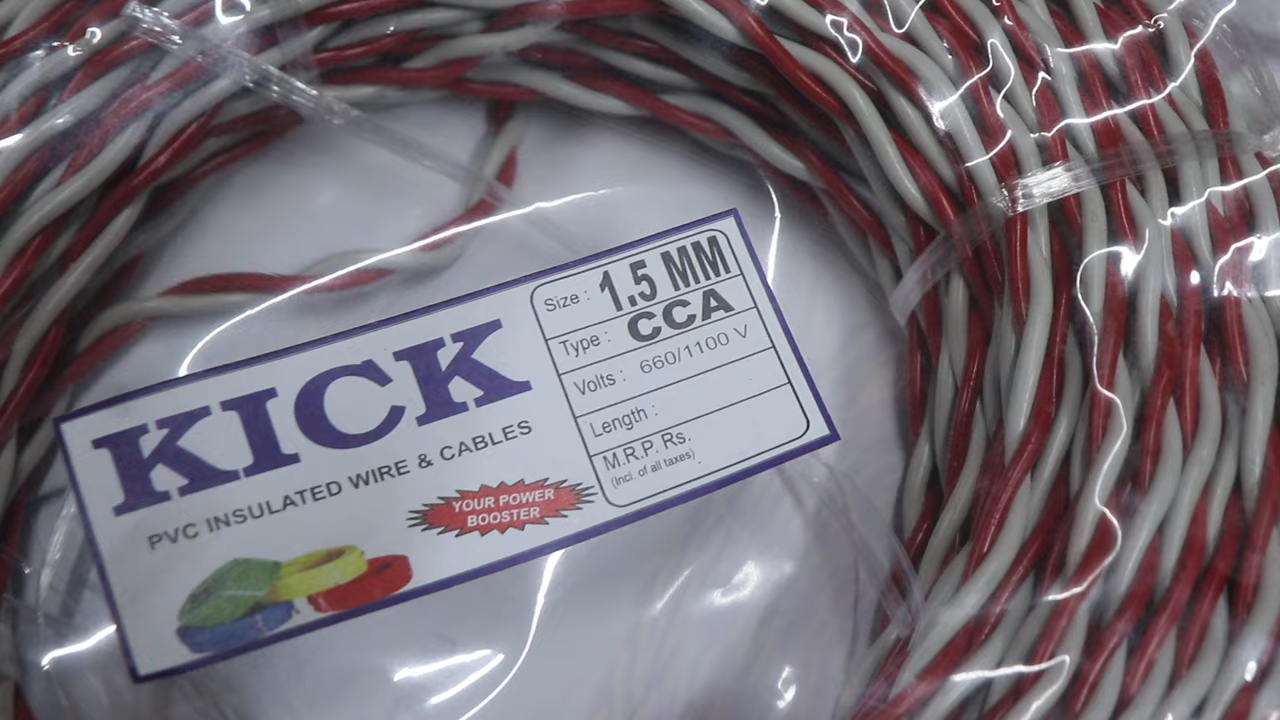 KICK
PVC INSULATED WIRE & CABLES
YOUR POWER
BOOSTER
Size : 1.5 MM
Type : CCA
Volts : 660/1100 V
Length :
M.R.P. Rs.
(Incl. of all taxes)